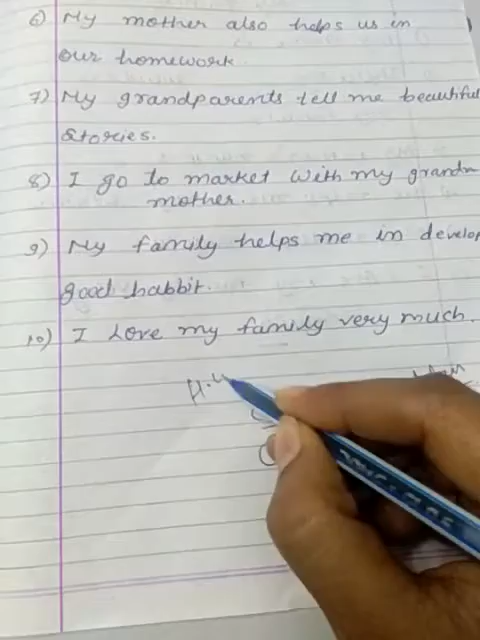 6) My mother also helps us in
our homework.
7) My grandparents tell me beautiful
stories.
8) I go to market with my grand
mother.
9) My family helps me in develop
good habbit.
10) I Love my family very much.
H.W